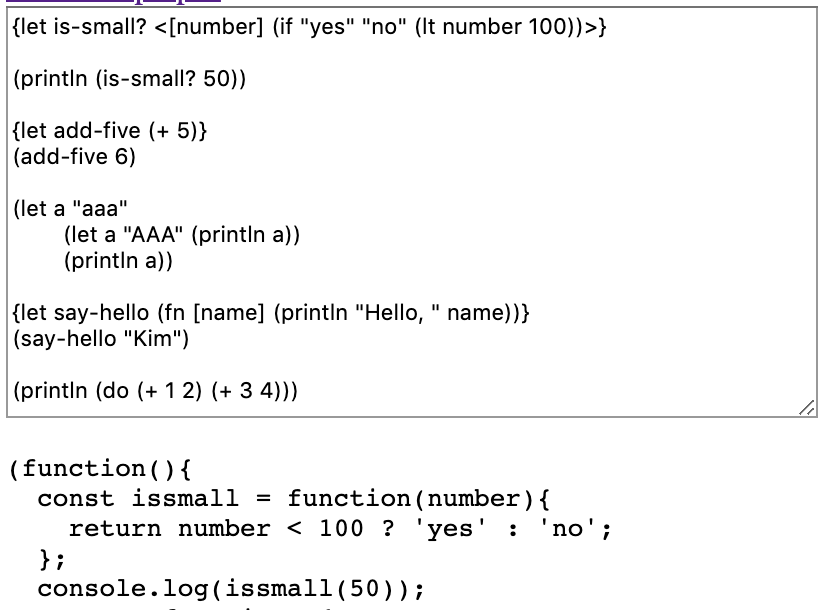 {let is-small? <[number] (if "yes" "no" (lt number 100))>}
(println (is-small? 50))
{let add-five (+ 5)}
(add-five 6)
(let a "aaa"
(let a "AAA" (println a))
(println a))
{let say-hello (fn [name] (println "Hello, " name))}
(say-hello "Kim")
(println (do (+ 1 2) (+ 3 4)))
(function(){
const issmall = function(number){
return number < 100 ? 'yes' : 'no';
};
console.log(issmall(50));